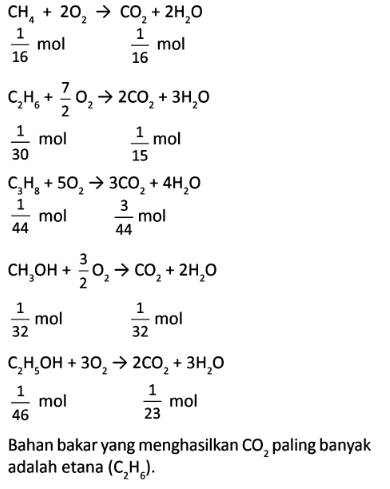 CH₄ + 2O₂ → CO₂ + 2H₂O
1/16 mol 1/16 mol
C₂H₆ + 7/2 O₂ → 2CO₂ + 3H₂O
1/30 mol 1/15 mol
C₃H₈ + 5O₂ → 3CO₂ + 4H₂O
1/44 mol 3/44 mol
CH₃OH + 3/2 O₂ → CO₂ + 2H₂O
1/32 mol 1/32 mol
C₂H₅OH + 3O₂ → 2CO₂ + 3H₂O
1/46 mol 1/23 mol
Bahan bakar yang menghasilkan CO₂ paling banyak
adalah etana (C₂H₆).